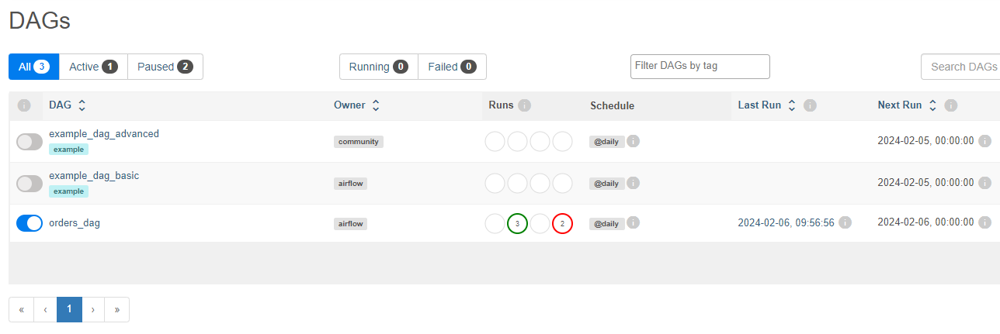 DAGs
All 3 Active 1 Paused 2 Running 0 Failed 0 Filter DAGs by tag Search DAGs
i DAG Owner Runs i Schedule Last Run i Next Run i
example_dag_advanced
example community @daily i 2024-02-05, 00:00:00 i
example_dag_basic
example airflow @daily i 2024-02-05, 00:00:00 i
orders_dag airflow 3 2 @daily i 2024-02-06, 09:56:56 i 2024-02-06, 00:00:00 i
« ‹ 1 › »